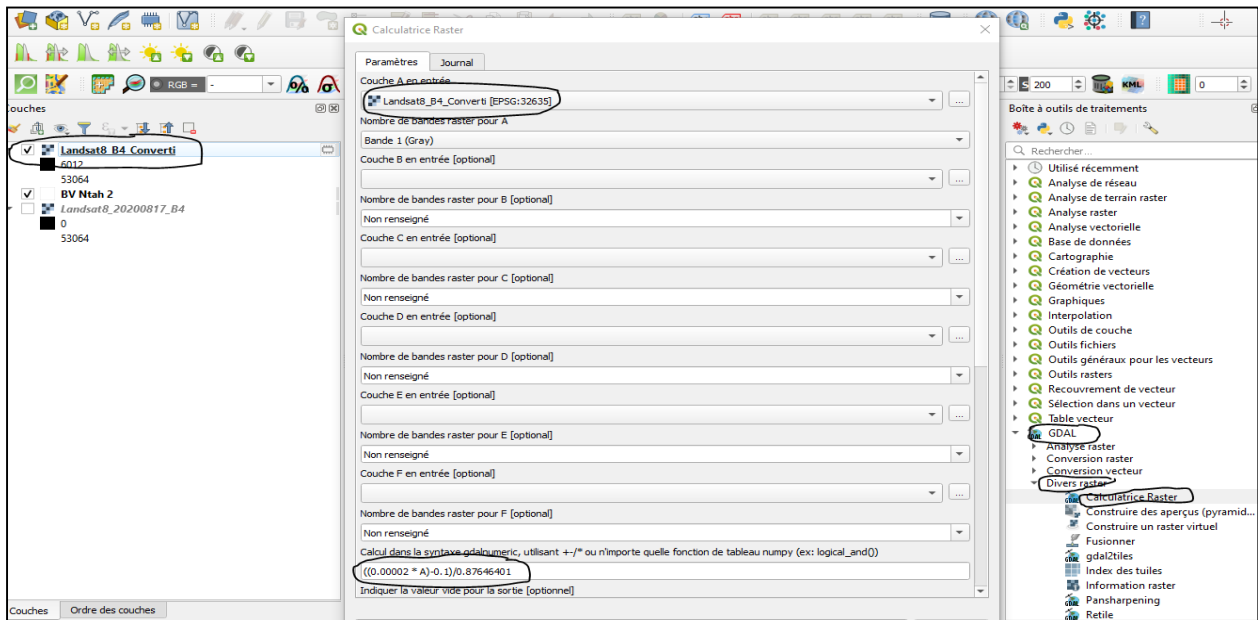 Calculatrice Raster
Paramètres
Journal
Couche A en entrée
Landsat8_B4_Converti [EPSG:32635]
...
Nombre de bandes raster pour A
Bande 1 (Gray)
Couche B en entrée [optional]
...
Nombre de bandes raster pour B [optional]
Non renseigné
Couche C en entrée [optional]
...
Nombre de bandes raster pour C [optional]
Non renseigné
Couche D en entrée [optional]
...
Nombre de bandes raster pour D [optional]
Non renseigné
Couche E en entrée [optional]
...
Nombre de bandes raster pour E [optional]
Non renseigné
Couche F en entrée [optional]
...
Nombre de bandes raster pour F [optional]
Non renseigné
Calcul dans la syntaxe gdalnumeric, utilisant +-/* ou n'importe quelle fonction de tableau numpy (ex: logical_and())
((0.00002 * A)-0.1)/0.87646401
Indiquer la valeur vide pour la sortie [optionnel]
RGB = -
Couches
Landsat8_B4_Converti
6012
53064
BV Ntah 2
Landsat8_20200817_B4
0
53064
Couches
Ordre des couches
S 200
KML
0
Boîte à outils de traitements
Rechercher...
Utilisé récemment
Analyse de réseau
Analyse de terrain raster
Analyse raster
Analyse vectorielle
Base de données
Cartographie
Création de vecteurs
Géométrie vectorielle
Graphiques
Interpolation
Outils de couche
Outils fichiers
Outils généraux pour les vecteurs
Outils rasters
Recouvrement de vecteur
Sélection dans un vecteur
Table vecteur
GDAL
Analyse raster
Conversion raster
Conversion vecteur
Divers raster
Calculatrice Raster
Construire des aperçus (pyramid...
Construire un raster virtuel
Fusionner
gdal2tiles
Index des tuiles
Information raster
Pansharpening
Retile